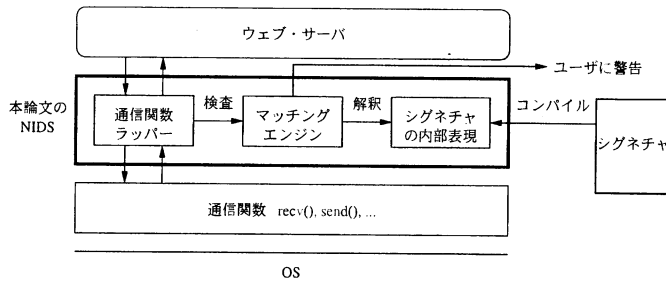 ウェブ・サーバ
ユーザに警告
本論文の
NIDS
通信関数
ラッパー
検査
マッチング
エンジン
解釈
シグネチャ
の内部表現
コンパイル
シグネチャ
通信関数 recv(), send(), ...
OS